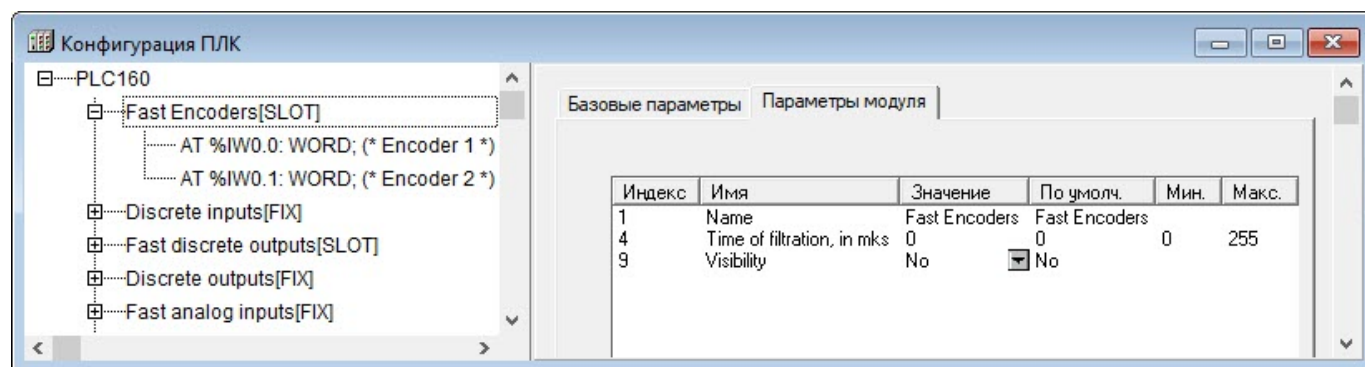 Конфигурация ПЛК
PLC160
Fast Encoders[SLOT]
AT %IW0.0: WORD; (* Encoder 1 *)
AT %IW0.1: WORD; (* Encoder 2 *)
Discrete inputs[FIX]
Fast discrete outputs[SLOT]
Discrete outputs[FIX]
Fast analog inputs[FIX]
Базовые параметры Параметры модуля
Индекс Имя Значение По умолч. Мин. Макс.
1 Name Fast Encoders Fast Encoders
4 Time of filtration, in mks 0 0 0 255
9 Visibility No No